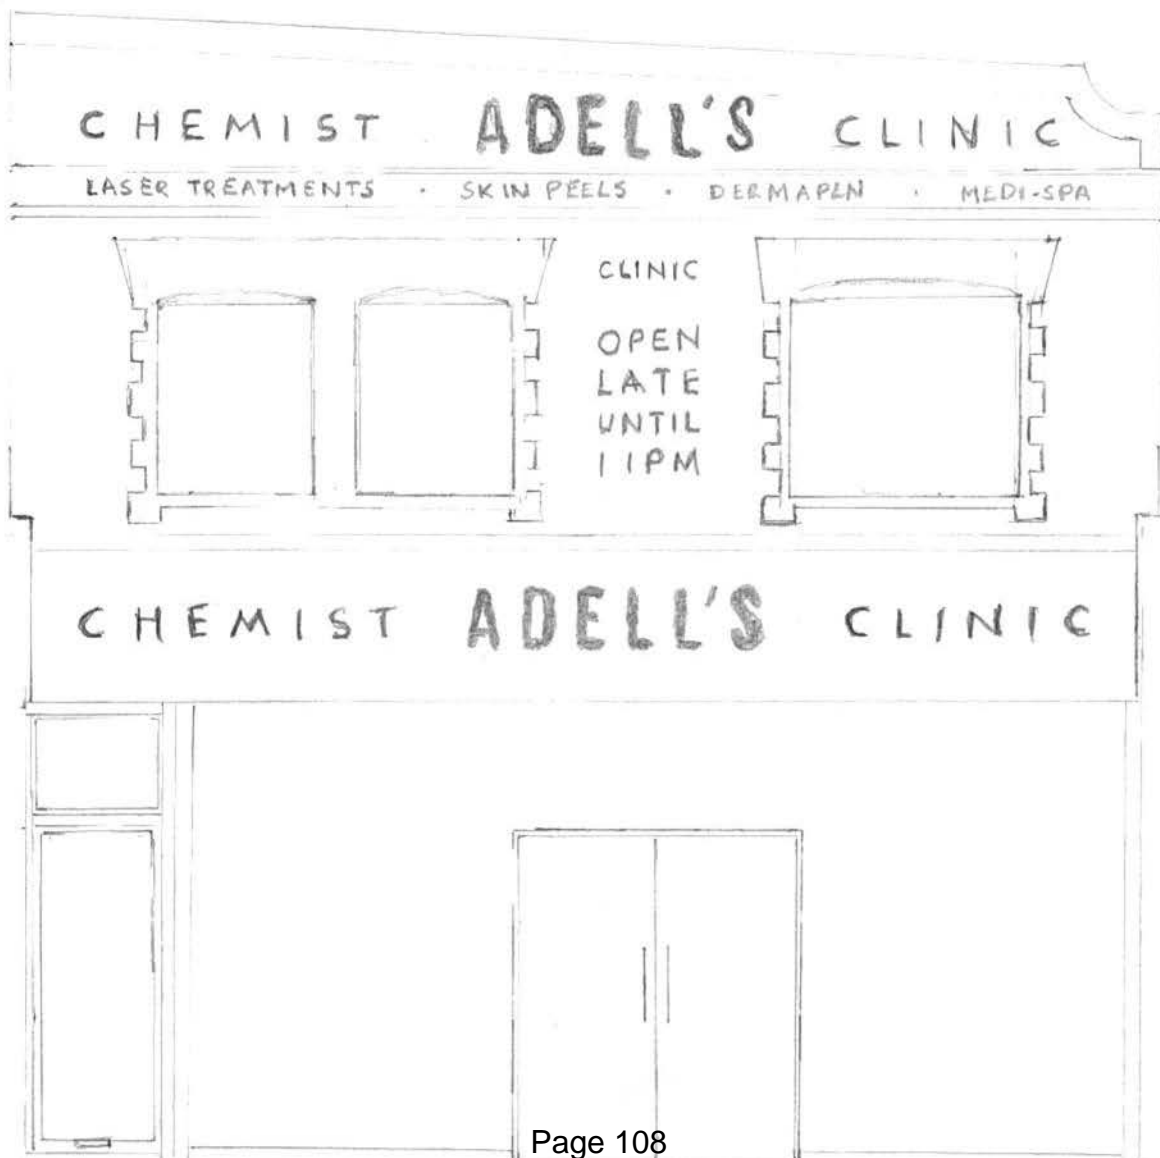 CHEMIST ADELL'S CLINIC
LASER TREATMENTS · SKIN PEELS · DERMAPEN · MEDI-SPA
CLINIC
OPEN
LATE
UNTIL
11PM
CHEMIST ADELL'S CLINIC
Page 108